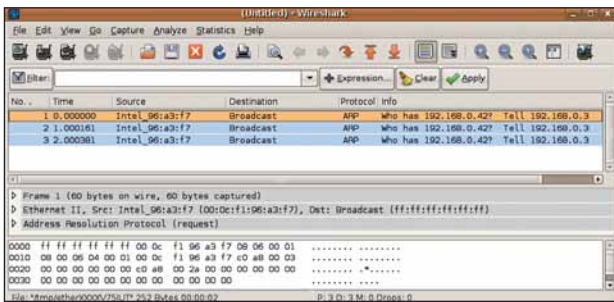 (Untitled) - Wireshark
File Edit View Go Capture Analyze Statistics Help
Filter: Expression... Clear Apply
No. . Time Source Destination Protocol Info
1 0.000000 Intel_96:a3:f7 Broadcast ARP Who has 192.168.0.42? Tell 192.168.0.3
2 1.000161 Intel_96:a3:f7 Broadcast ARP Who has 192.168.0.42? Tell 192.168.0.3
3 2.000381 Intel_96:a3:f7 Broadcast ARP Who has 192.168.0.42? Tell 192.168.0.3
Frame 1 (60 bytes on wire, 60 bytes captured)
Ethernet II, Src: Intel_96:a3:f7 (00:0c:f1:96:a3:f7), Dst: Broadcast (ff:ff:ff:ff:ff:ff)
Address Resolution Protocol (request)
0000 ff ff ff ff ff ff 00 0c f1 96 a3 f7 08 06 00 01 ........ ........
0010 08 00 06 04 00 01 00 0c f1 96 a3 f7 c0 a8 00 03 ........ ........
0020 00 00 00 00 00 00 c0 a8 00 2a 00 00 00 00 00 00 ........ .*......
0030 00 00 00 00 00 00 00 00 00 00 00 00 ........ ....
252 Bytes 00:00:02 P: 3 D: 3 M: 0 Drops: 0